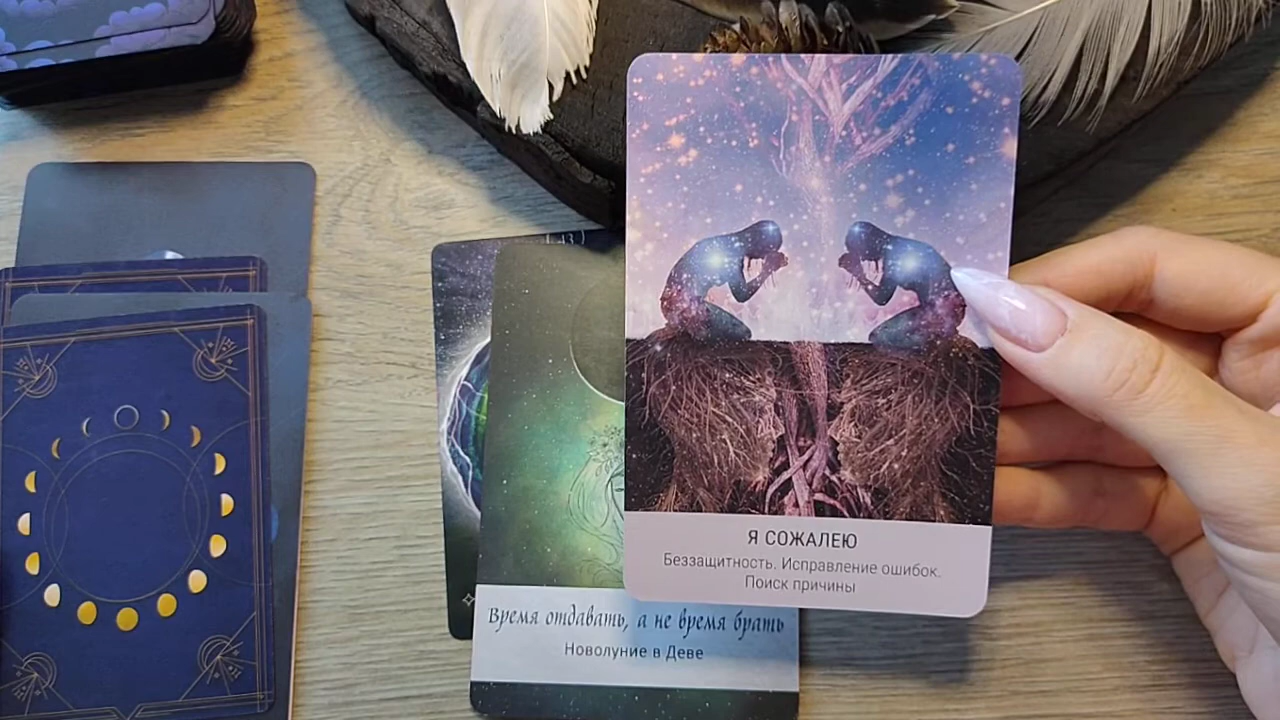 Я СОЖАЛЕЮ
Беззащитность. Исправление ошибок.
Поиск причины
Время отдавать, а не время брать
Новолуние в Деве